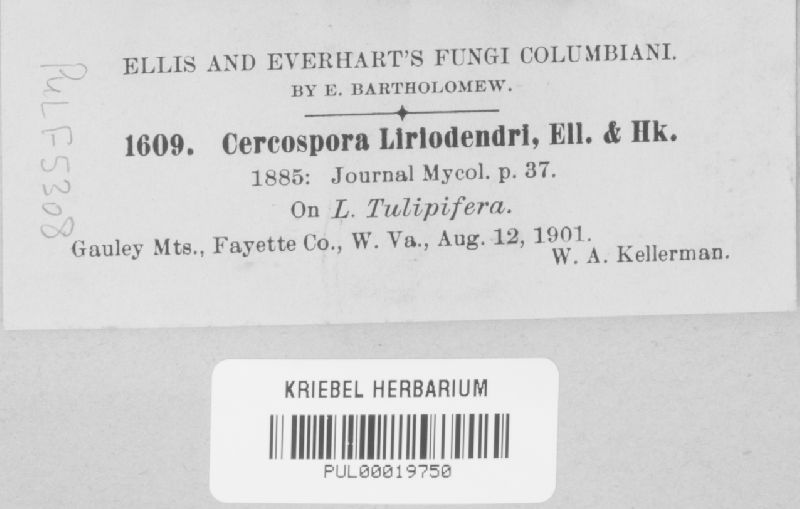 ELLIS AND EVERHART'S FUNGI COLUMBIANI.
BY E. BARTHOLOMEW.
1609. Cercospora Liriodendri, Ell. & Hk.
1885: Journal Mycol. p. 37.
On L. Tulipifera.
Gauley Mts., Fayette Co., W. Va., Aug. 12, 1901.
W. A. Kellerman.
PUL F5308
KRIEBEL HERBARIUM
PUL00019750